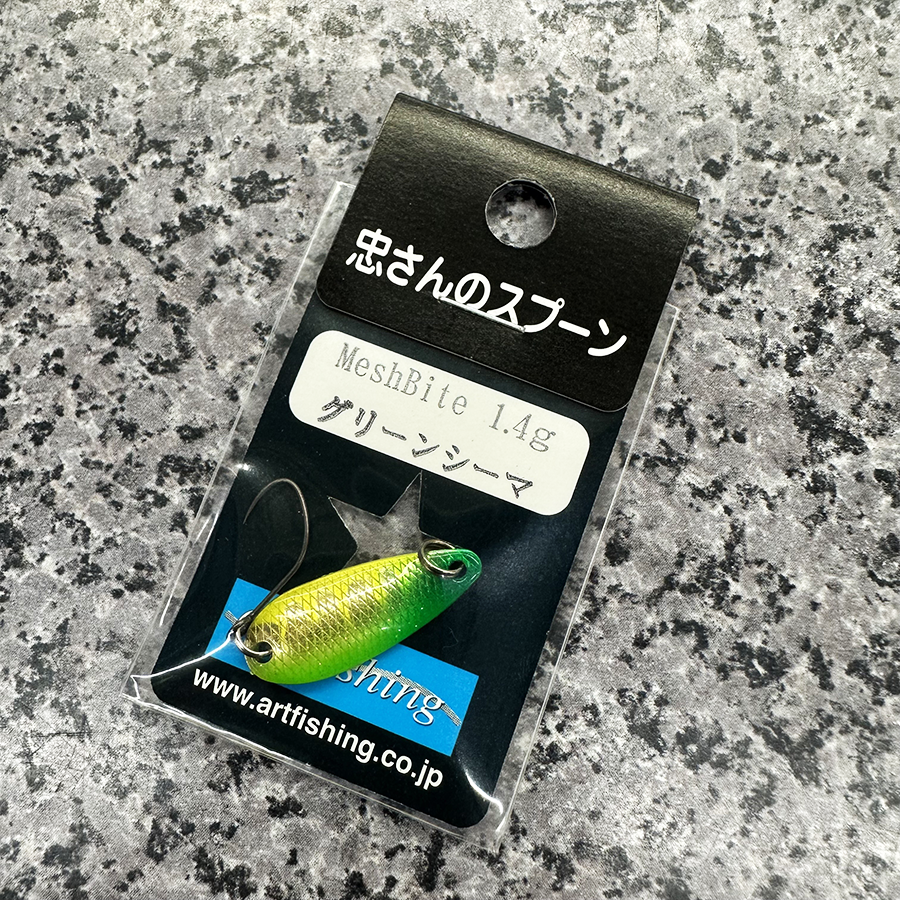 忠さんのスプーン
MeshBite 1.4g
グリーンシーマ
shing
www.artfishing.co.jp